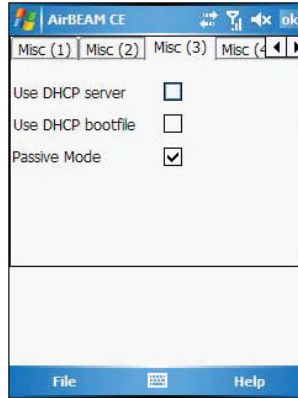 AirBEAM CE ok
Misc (1) Misc (2) Misc (3) Misc (4
Use DHCP server
Use DHCP bootfile
Passive Mode
File Help